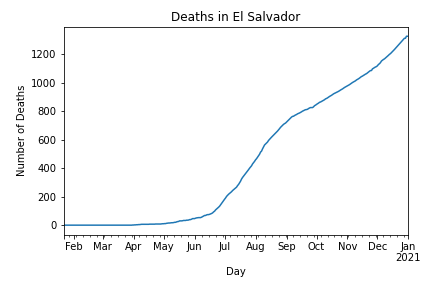 Deaths in El Salvador
Number of Deaths
1200
1000
800
600
400
200
0
Feb Mar Apr May Jun Jul Aug Sep Oct Nov Dec Jan
2021
Day